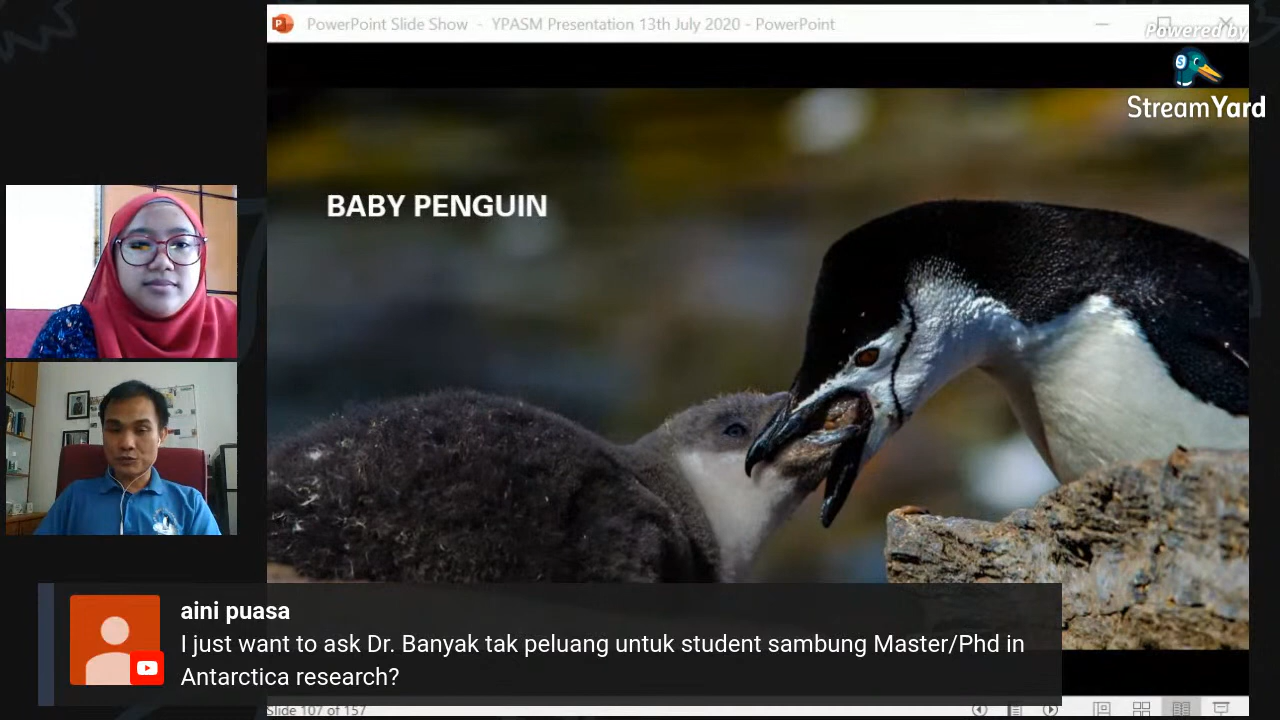 PowerPoint Slide Show - YPASM Presentation 13th July 2020 - PowerPoint
Powered by
StreamYard
BABY PENGUIN
aini puasa
I just want to ask Dr. Banyak tak peluang untuk student sambung Master/Phd in
Antarctica research?
Slide 107 of 157